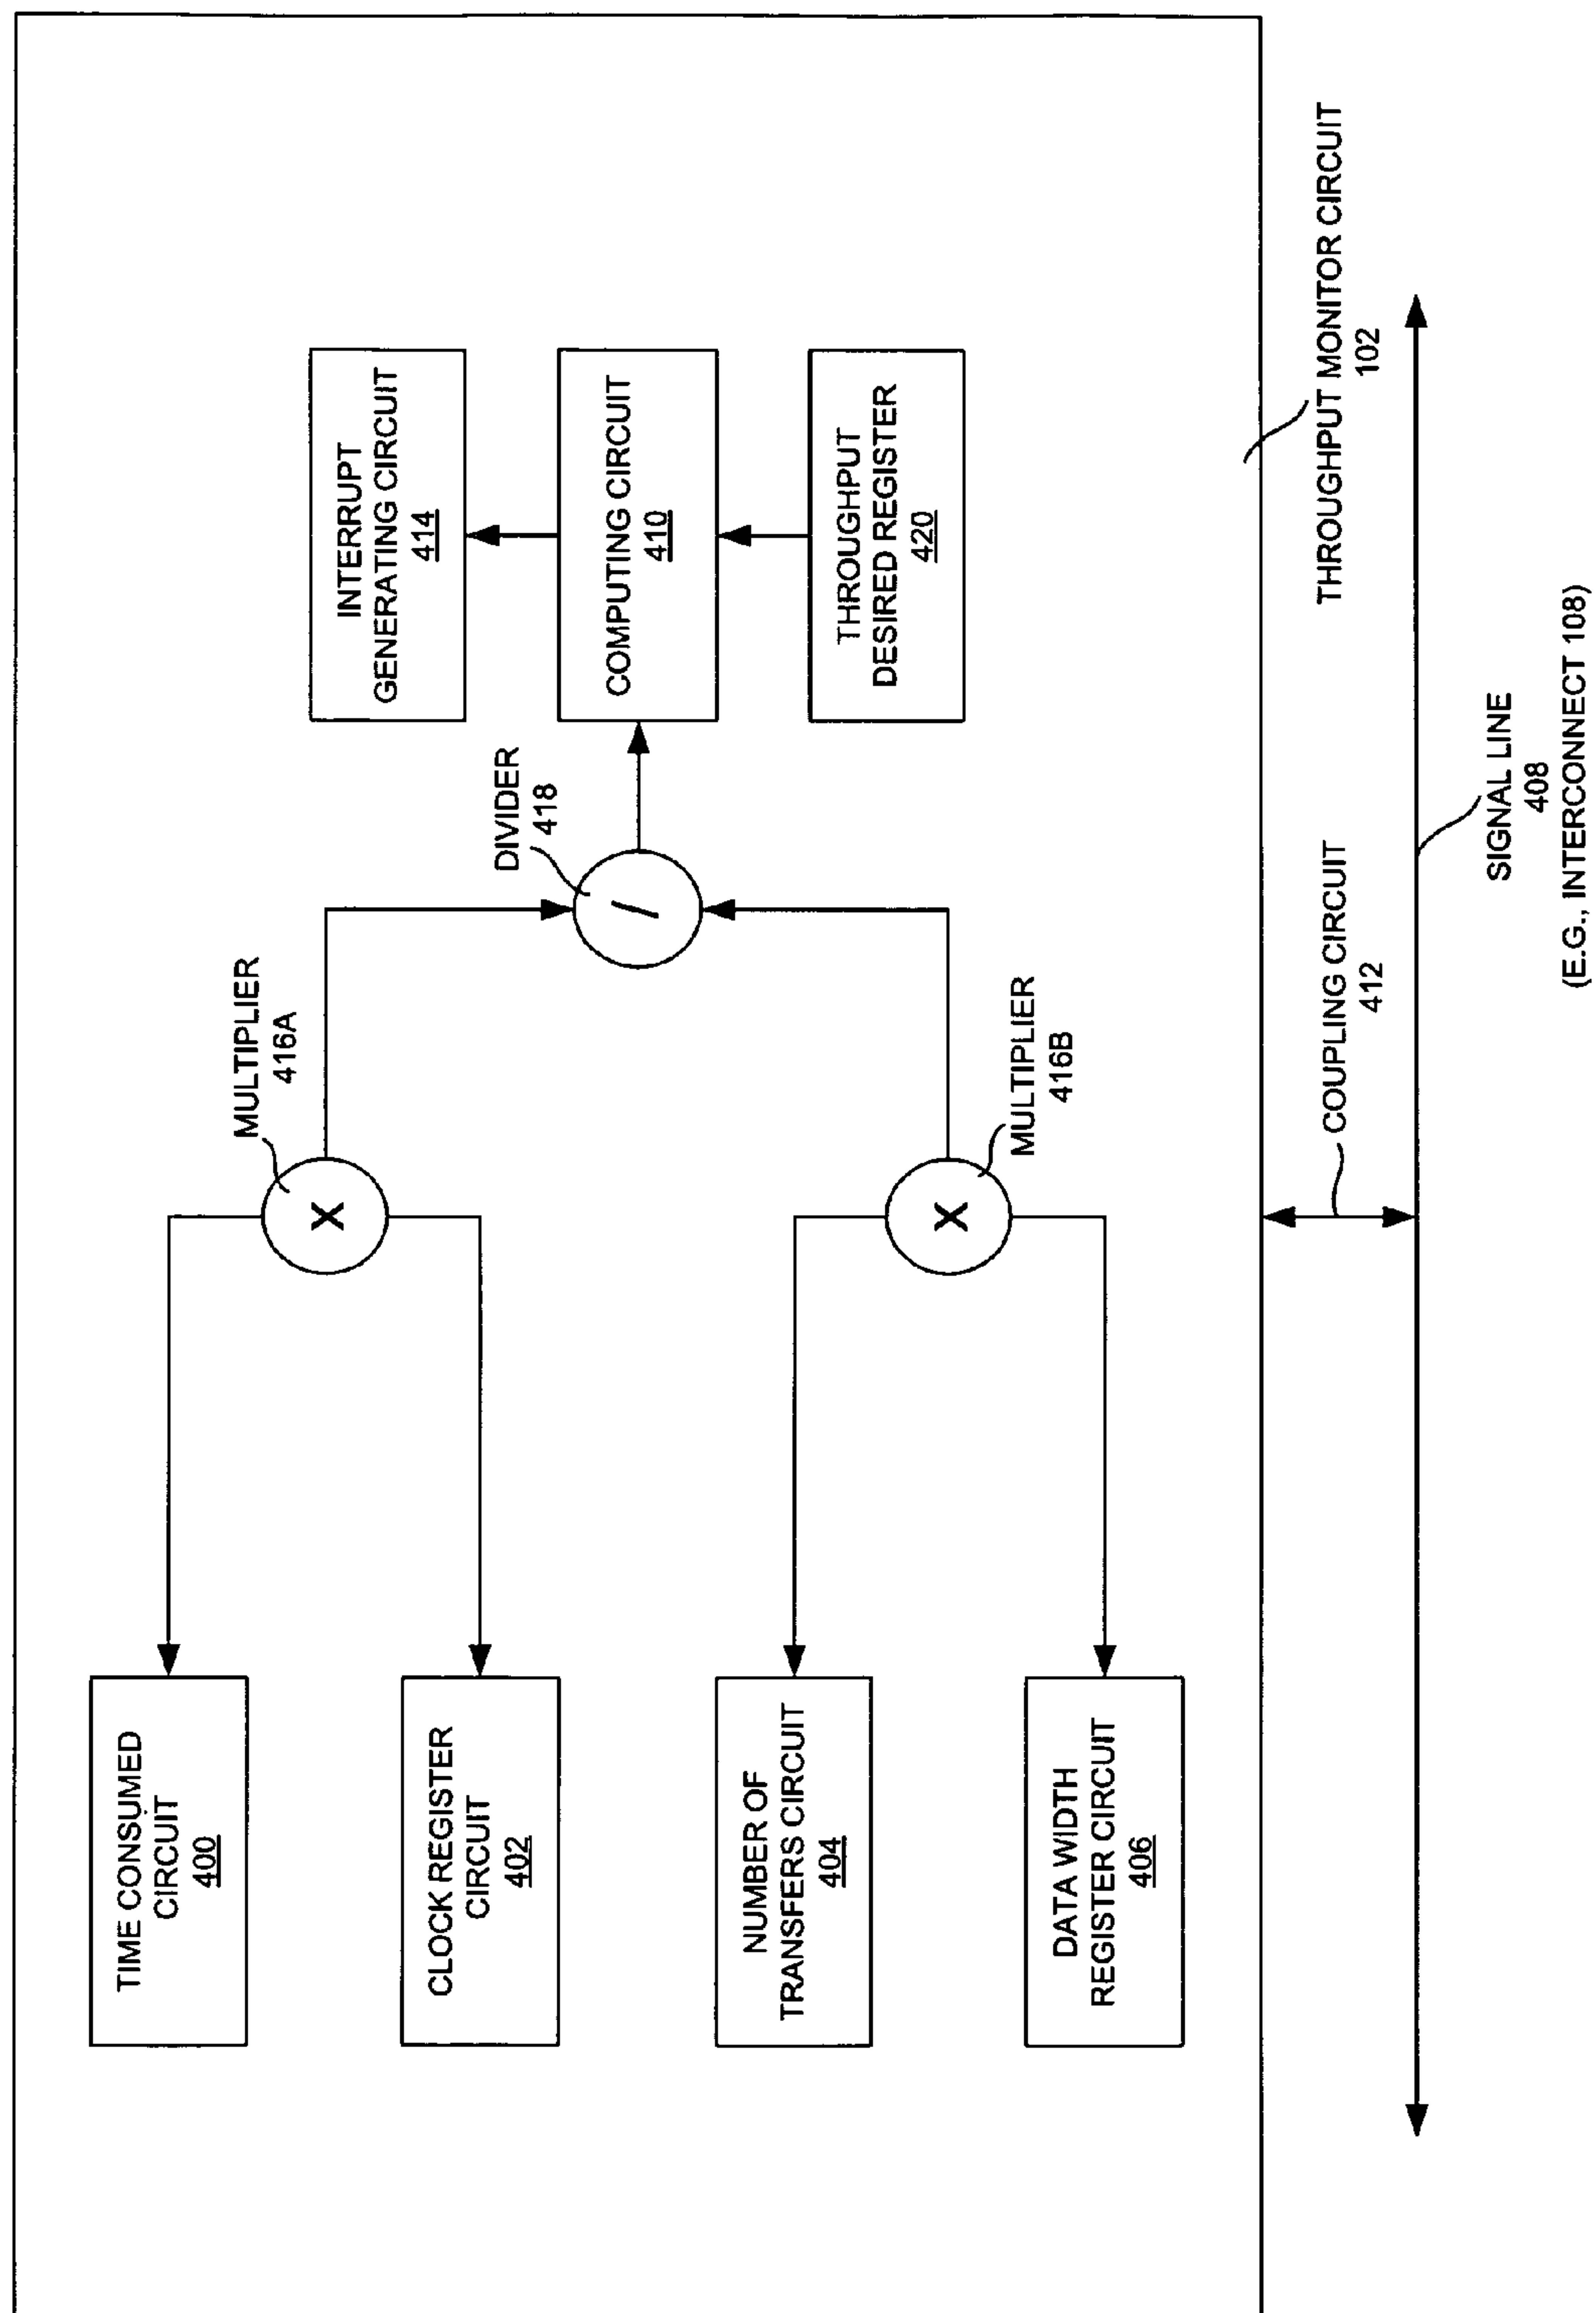 TIME CONSUMED
CIRCUIT
400
CLOCK REGISTER
CIRCUIT
402
NUMBER OF
TRANSFERS CIRCUIT
404
DATA WIDTH
REGISTER CIRCUIT
406
MULTIPLIER
416A
X
MULTIPLIER
416B
X
DIVIDER
418
/
INTERRUPT
GENERATING CIRCUIT
414
COMPUTING CIRCUIT
410
THROUGHPUT
DESIRED REGISTER
420
THROUGHPUT MONITOR CIRCUIT
102
COUPLING CIRCUIT
412
SIGNAL LINE
408
(E.G., INTERCONNECT 108)